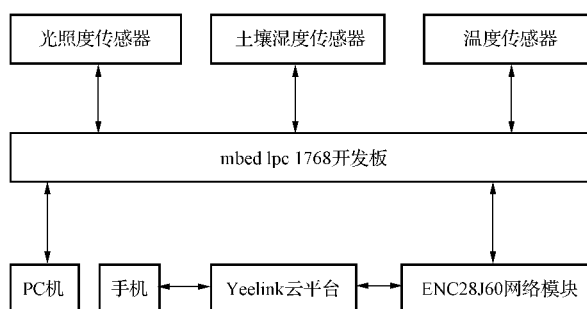 光照度传感器
土壤湿度传感器
温度传感器
mbed lpc 1768开发板
PC机
手机
Yeelink云平台
ENC28J60网络模块